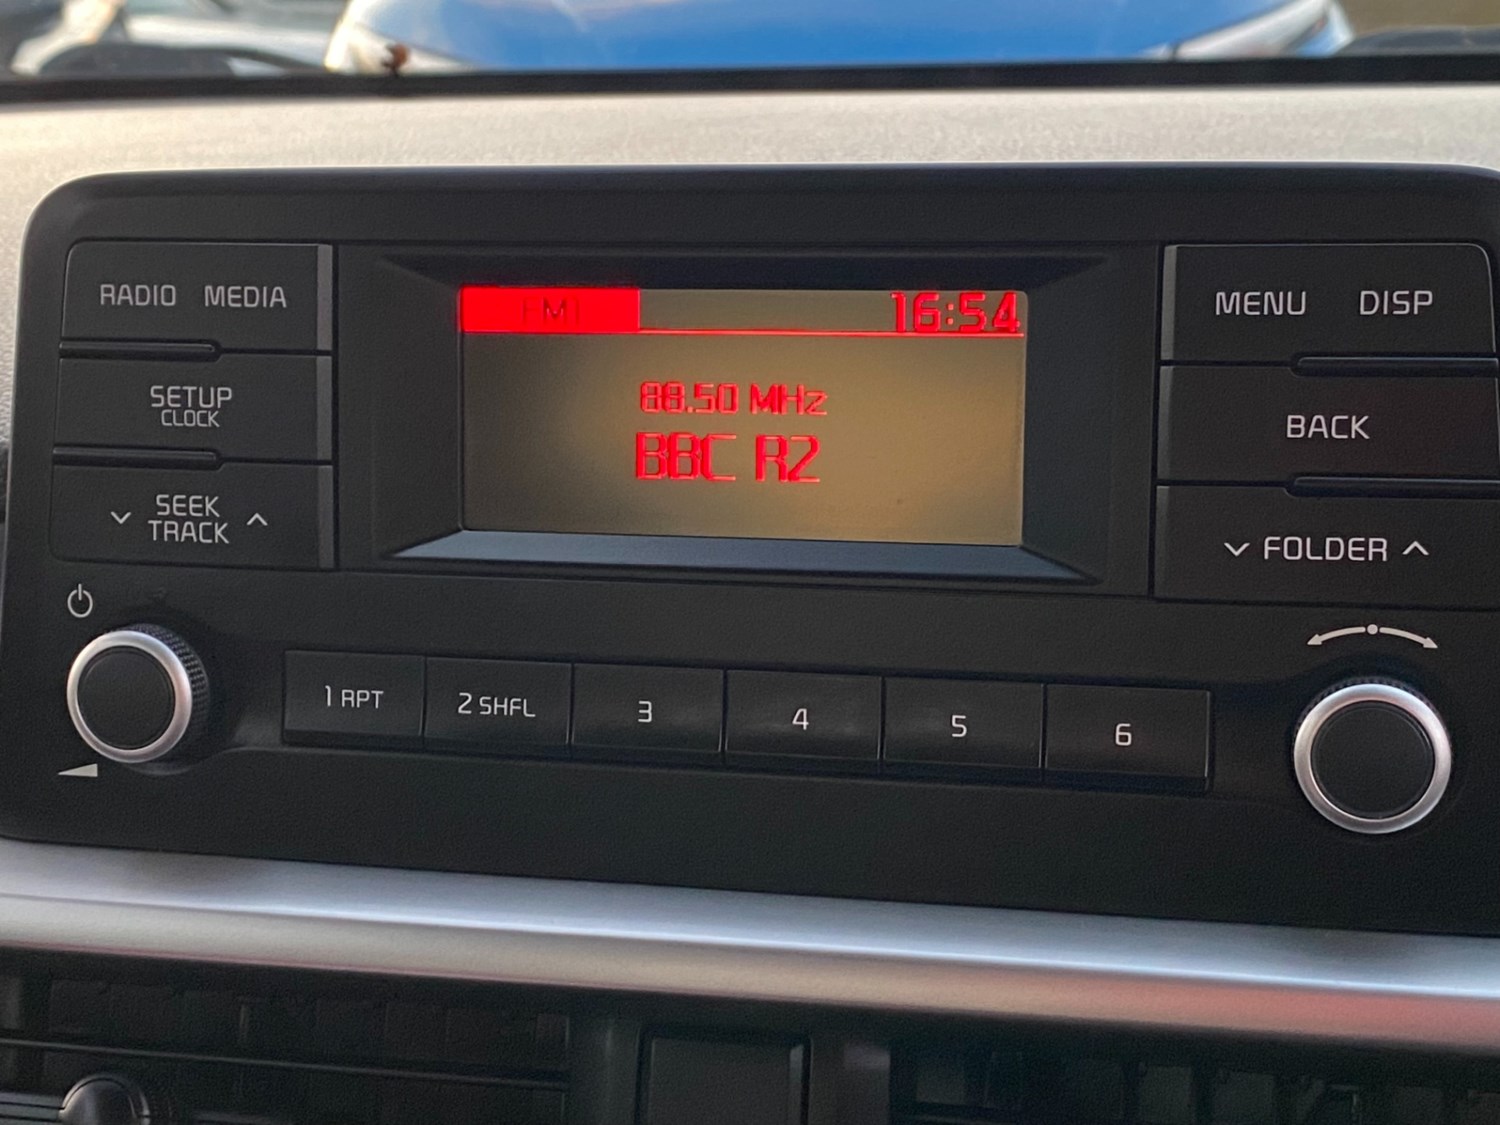 FM1 16:54
88.50 MHz
BBC R2
RADIO MEDIA
SETUP
CLOCK
SEEK
TRACK
MENU DISP
BACK
FOLDER
1 RPT 2 SHFL 3 4 5 6